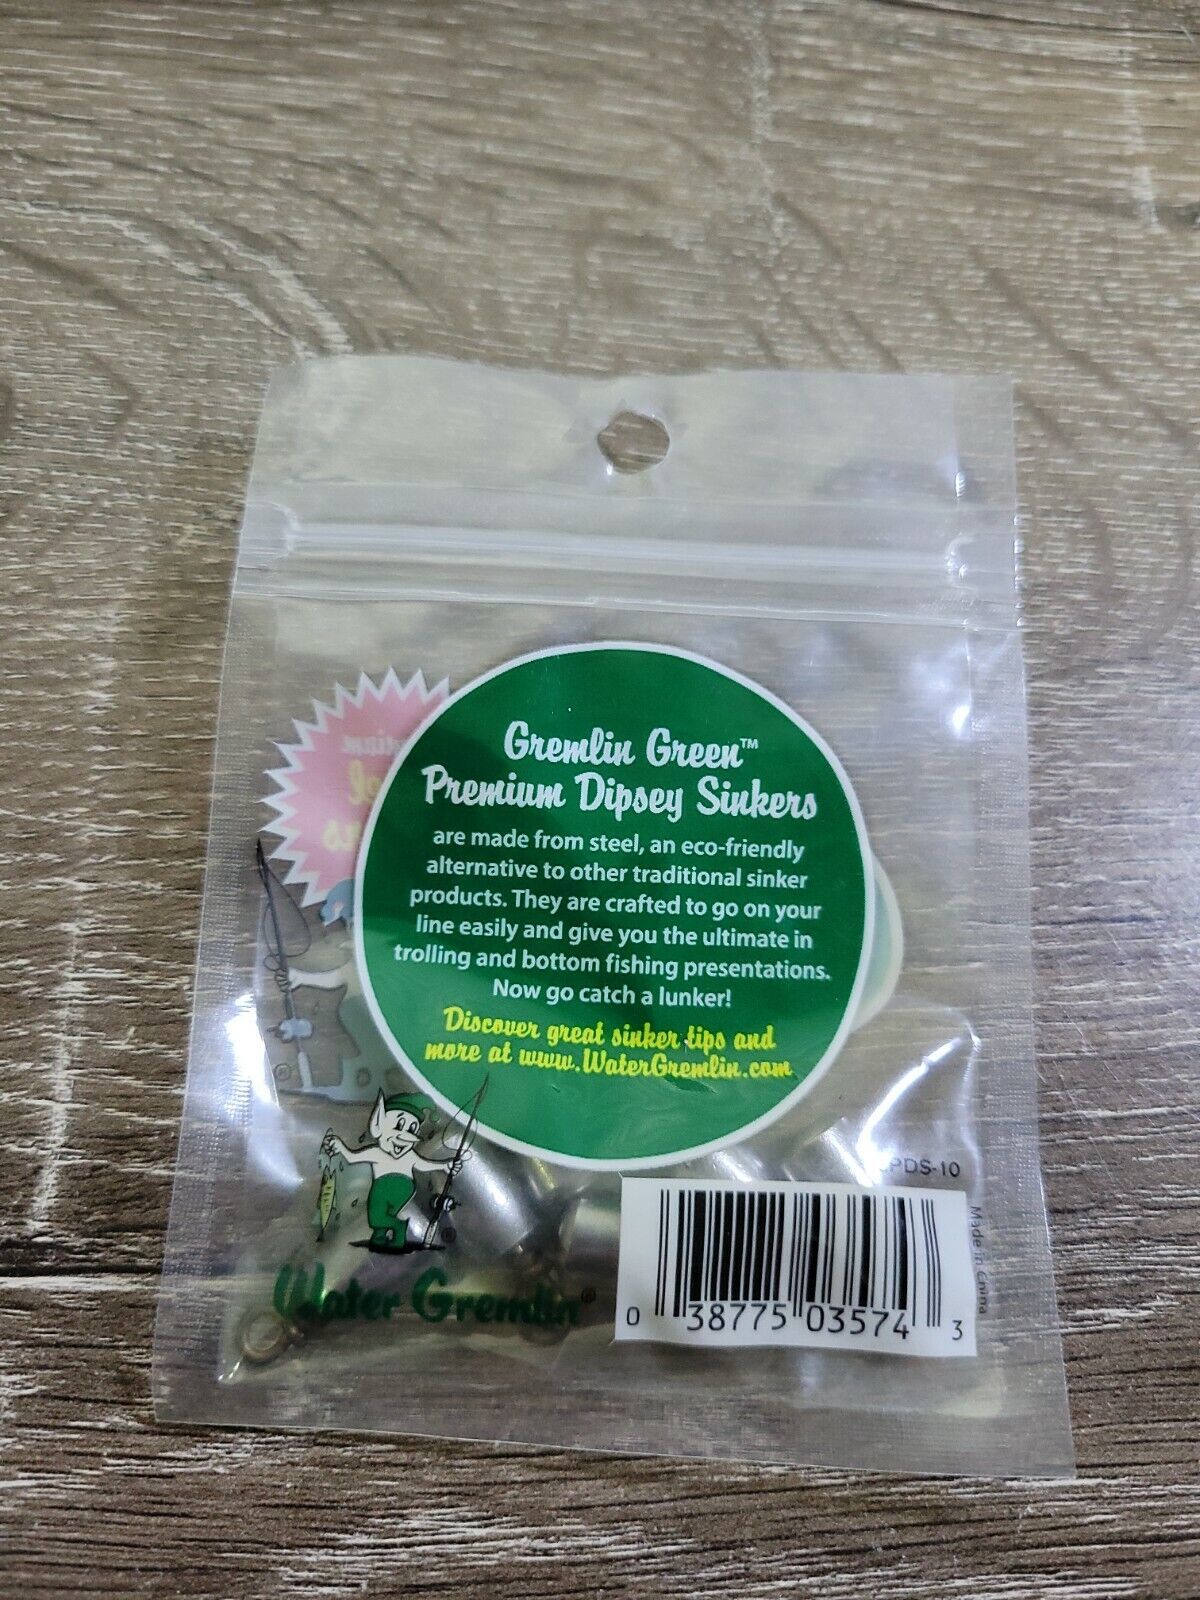 Gremlin Green™
Premium Dipsey Sinkers
are made from steel, an eco-friendly
alternative to other traditional sinker
products. They are crafted to go on your
line easily and give you the ultimate in
trolling and bottom fishing presentations.
Now go catch a lunker!
Discover great sinker tips and
more at www.WaterGremlin.com
®
®
Water Gremlin®
PDS-10
Made in China
0 38775 03574 3